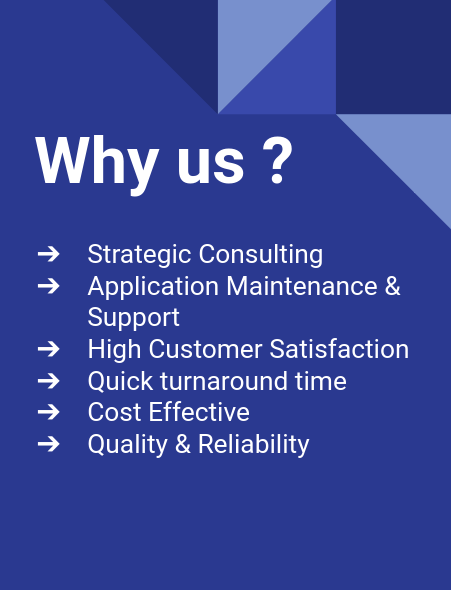 Why us ?
➔ Strategic Consulting
➔ Application Maintenance &
Support
➔ High Customer Satisfaction
➔ Quick turnaround time
➔ Cost Effective
➔ Quality & Reliability